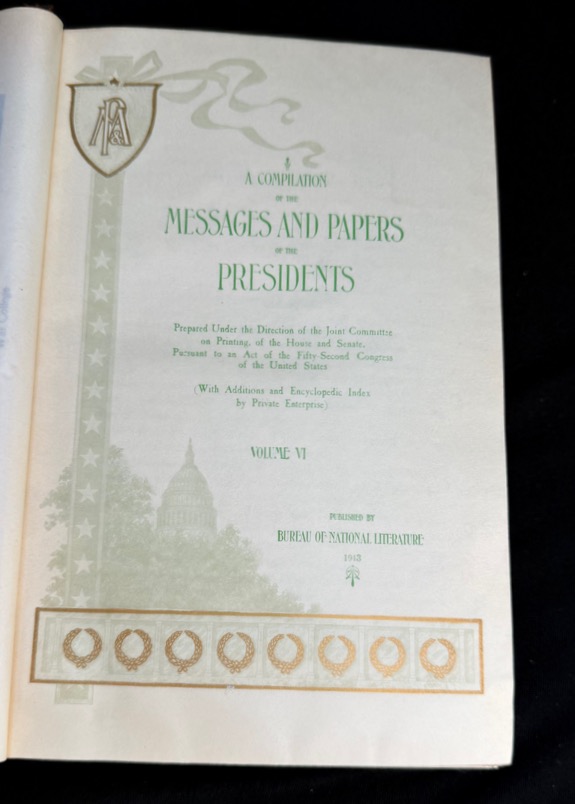 A COMPILATION
OF THE
MESSAGES AND PAPERS
OF THE
PRESIDENTS
Prepared Under the Direction of the Joint Committee
on Printing, of the House and Senate,
Pursuant to an Act of the Fifty-Second Congress
of the United States
(With Additions and Encyclopedic Index
by Private Enterprise)
VOLUME VI
PUBLISHED BY
BUREAU OF NATIONAL LITERATURE